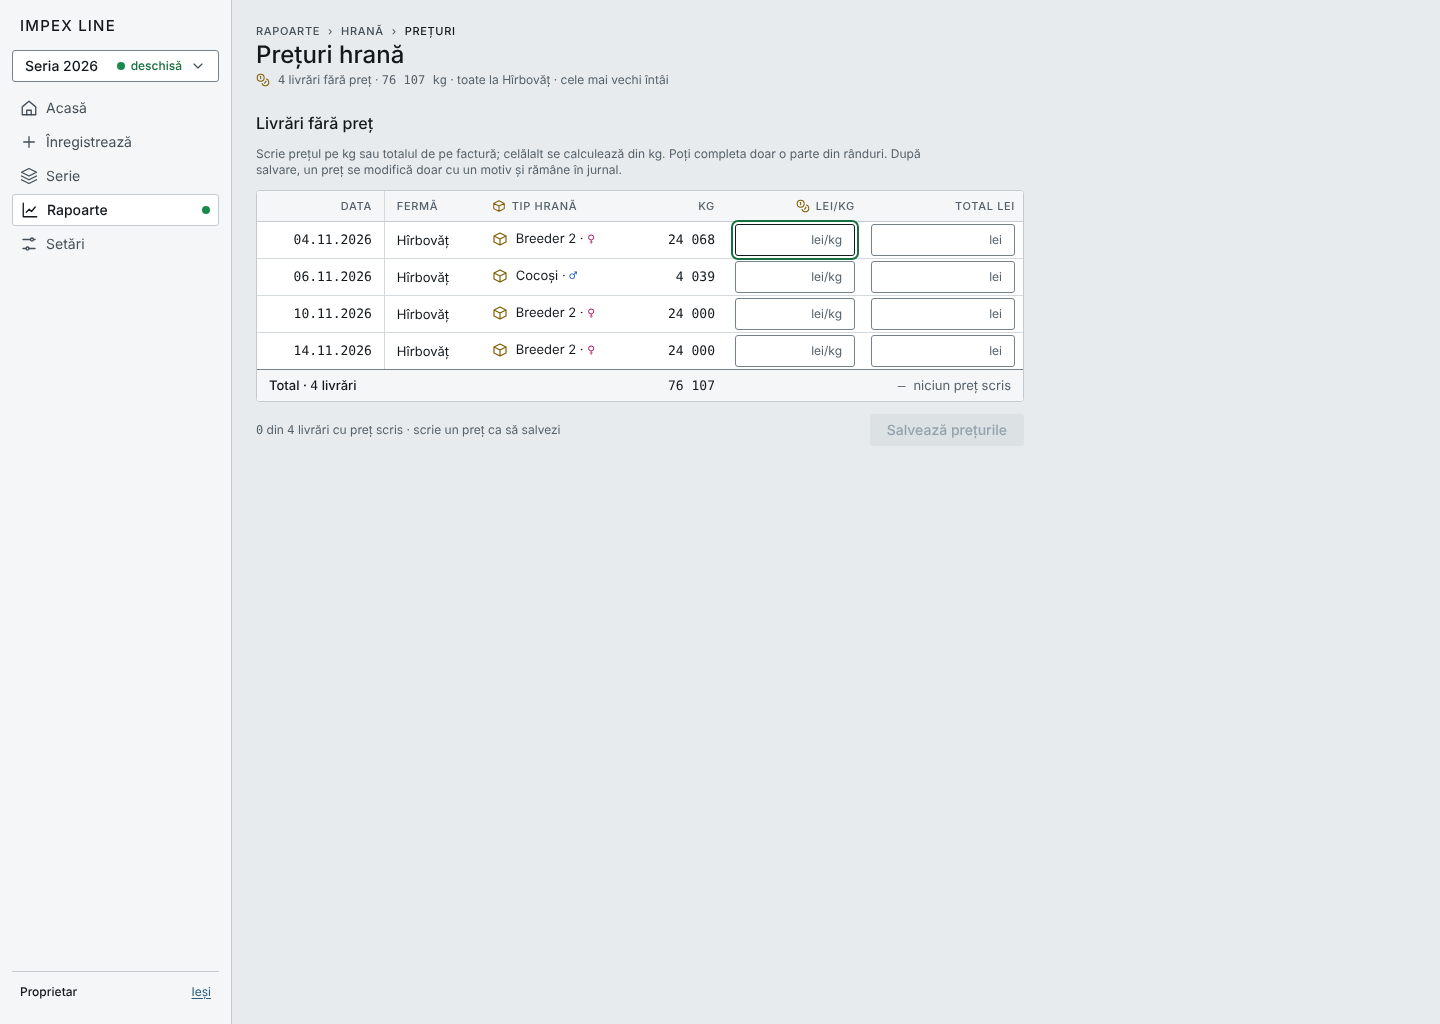 IMPEX LINE
Seria 2026 deschisă
Acasă
Înregistrează
Serie
Rapoarte
Setări
Proprietar Ieși
RAPOARTE › HRANĂ › PREȚURI
Prețuri hrană
4 livrări fără preț · 76 107 kg · toate la Hîrbovăț · cele mai vechi întâi
Livrări fără preț
Scrie prețul pe kg sau totalul de pe factură; celălalt se calculează din kg. Poți completa doar o parte din rânduri. După
salvare, un preț se modifică doar cu un motiv și rămâne în jurnal.
DATA FERMĂ TIP HRANĂ KG LEI/KG TOTAL LEI
04.11.2026 Hîrbovăț Breeder 2 · ♀ 24 068 lei/kg lei
06.11.2026 Hîrbovăț Cocoși · ♂ 4 039 lei/kg lei
10.11.2026 Hîrbovăț Breeder 2 · ♀ 24 000 lei/kg lei
14.11.2026 Hîrbovăț Breeder 2 · ♀ 24 000 lei/kg lei
Total · 4 livrări 76 107 — niciun preț scris
0 din 4 livrări cu preț scris · scrie un preț ca să salvezi Salvează prețurile